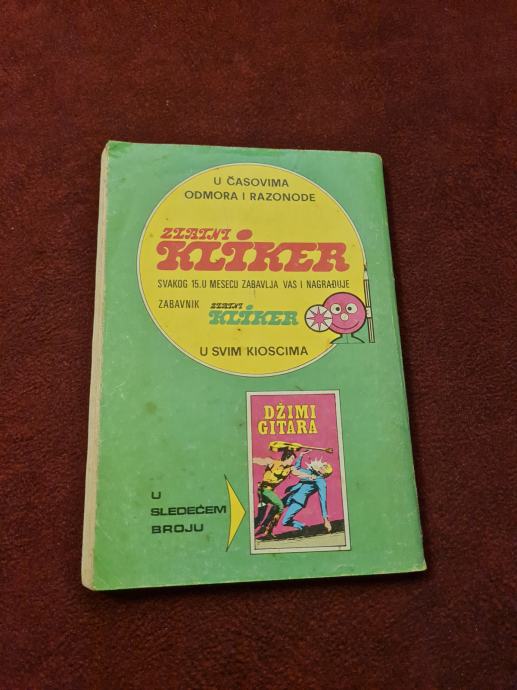 U ČASOVIMA
ODMORA I RAZONODE
ZLATNI
KLIKER
SVAKOG 15. U MESECU ZABAVLJA VAS I NAGRAĐUJE
ZABAVNIK ZLATNI
KLIKER
U SVIM KIOSCIMA
DŽIMI
GITARA
U
SLEDEĆEM
BROJU